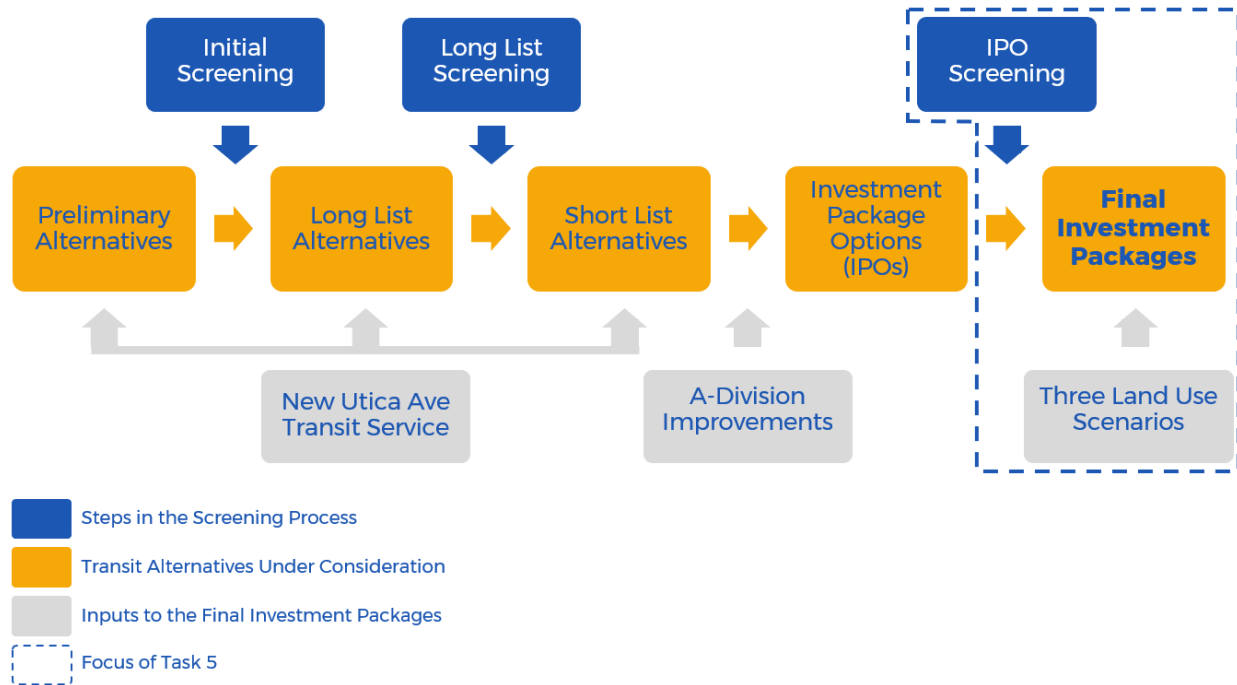 Initial
Screening
Long List
Screening
IPO
Screening
Preliminary
Alternatives
Long List
Alternatives
Short List
Alternatives
Investment
Package
Options
(IPOs)
Final
Investment
Packages
New Utica Ave
Transit Service
A-Division
Improvements
Three Land Use
Scenarios
Steps in the Screening Process
Transit Alternatives Under Consideration
Inputs to the Final Investment Packages
Focus of Task 5